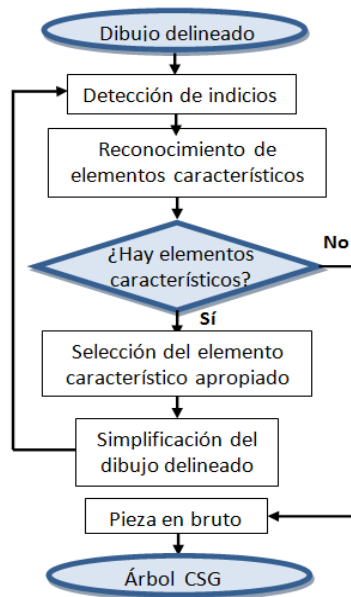 Dibujo delineado
Detección de indicios
Reconocimiento de
elementos característicos
¿Hay elementos
característicos?
No
Sí
Selección del elemento
característico apropiado
Simplificación del
dibujo delineado
Pieza en bruto
Árbol CSG